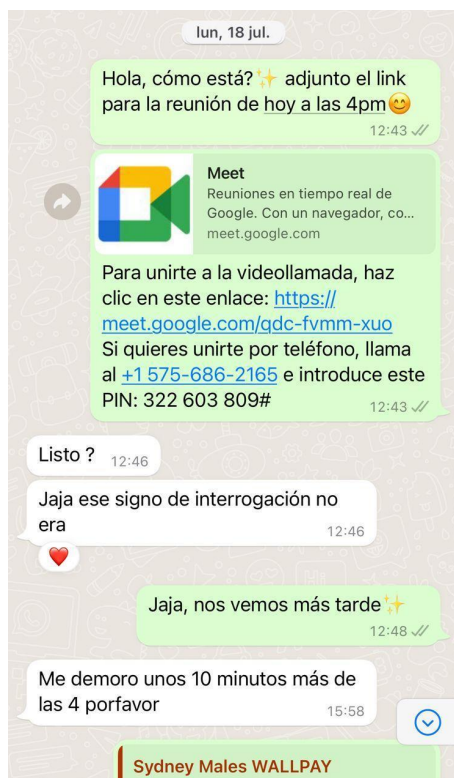 lun, 18 jul.
Hola, cómo está?✨ adjunto el link
para la reunión de hoy a las 4pm😊
12:43
Meet
Reuniones en tiempo real de
Google. Con un navegador, co...
meet.google.com
Para unirte a la videollamada, haz
clic en este enlace: https://
meet.google.com/qdc-fvmm-xuo
Si quieres unirte por teléfono, llama
al +1 575-686-2165 e introduce este
PIN: 322 603 809#
12:43
Listo ? 12:46
Jaja ese signo de interrogación no
era
12:46
❤️
Jaja, nos vemos más tarde✨
12:48
Me demoro unos 10 minutos más de
las 4 porfavor
15:58
Sydney Males WALLPAY